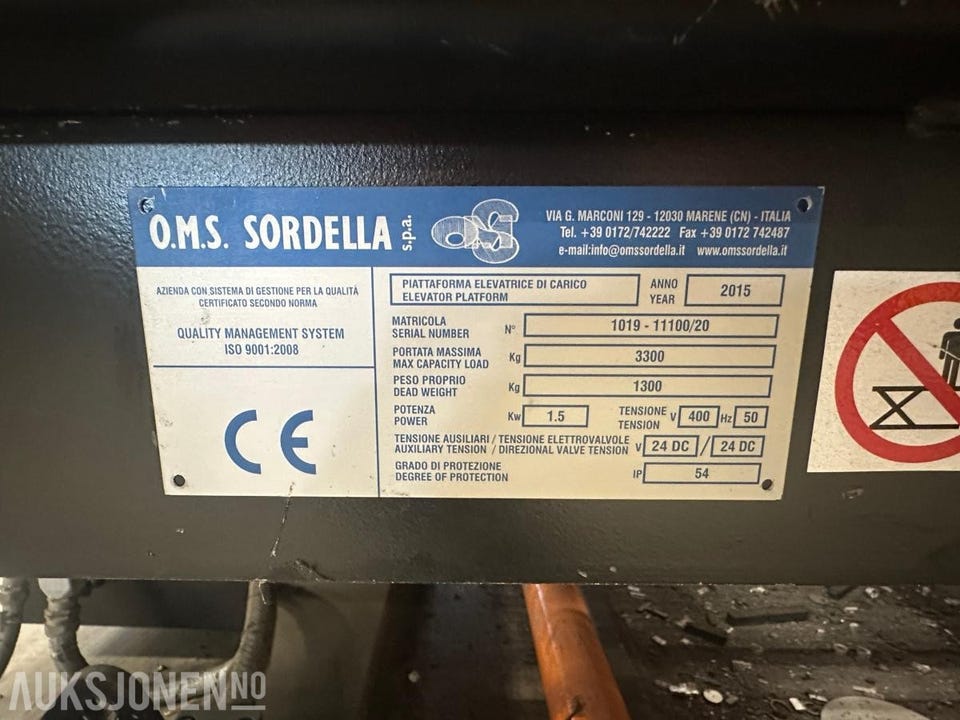 O.M.S. SORDELLA s.p.a.
OMS
VIA G. MARCONI 129 - 12030 MARENE (CN) - ITALIA
Tel. +39 0172/742222 Fax +39 0172 742487
e-mail:info@omssordella.it www.omssordella.it
AZIENDA CON SISTEMA DI GESTIONE PER LA QUALITÀ
CERTIFICATO SECONDO NORMA
QUALITY MANAGEMENT SYSTEM
ISO 9001:2008
CE
PIATTAFORMA ELEVATRICE DI CARICO
ELEVATOR PLATFORM
ANNO
YEAR
2015
MATRICOLA
SERIAL NUMBER
N° 1019 - 11100/20
PORTATA MASSIMA
MAX CAPACITY LOAD
Kg 3300
PESO PROPRIO
DEAD WEIGHT
Kg 1300
POTENZA
POWER
Kw 1.5
TENSIONE
TENSION
V 400 Hz 50
TENSIONE AUSILIARI / TENSIONE ELETTROVALVOLE
AUXILIARY TENSION / DIREZIONAL VALVE TENSION
V 24 DC / 24 DC
GRADO DI PROTEZIONE
DEGREE OF PROTECTION
IP 54
AUKSJONEN.NO